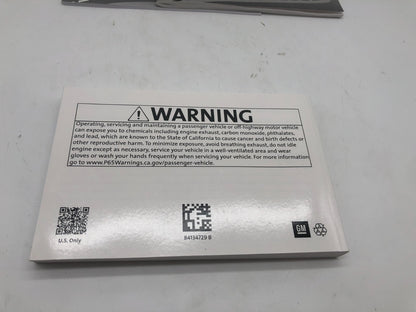 WARNING
Operating, servicing and maintaining a passenger vehicle or off-highway motor vehicle
can expose you to chemicals including engine exhaust, carbon monoxide, phthalates,
and lead, which are known to the State of California to cause cancer and birth defects or
other reproductive harm. To minimize exposure, avoid breathing exhaust, do not idle
engine except as necessary, service your vehicle in a well-ventilated area and wear
gloves or wash your hands frequently when servicing your vehicle. For more information
go to www.P65Warnings.ca.gov/passenger-vehicle.
U.S. Only
84134729 B
GM